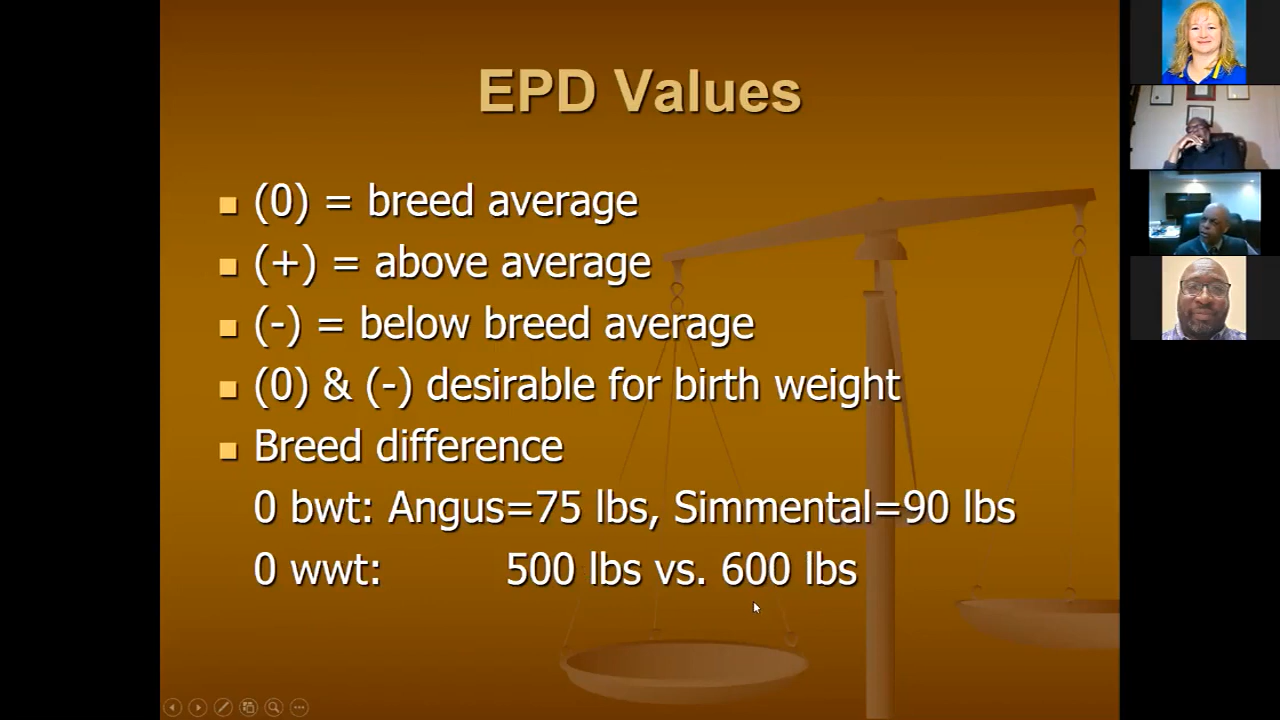 EPD Values
(0) = breed average
(+) = above average
(-) = below breed average
(0) & (-) desirable for birth weight
Breed difference
0 bwt: Angus=75 lbs, Simmental=90 lbs
0 wwt: 500 lbs vs. 600 lbs